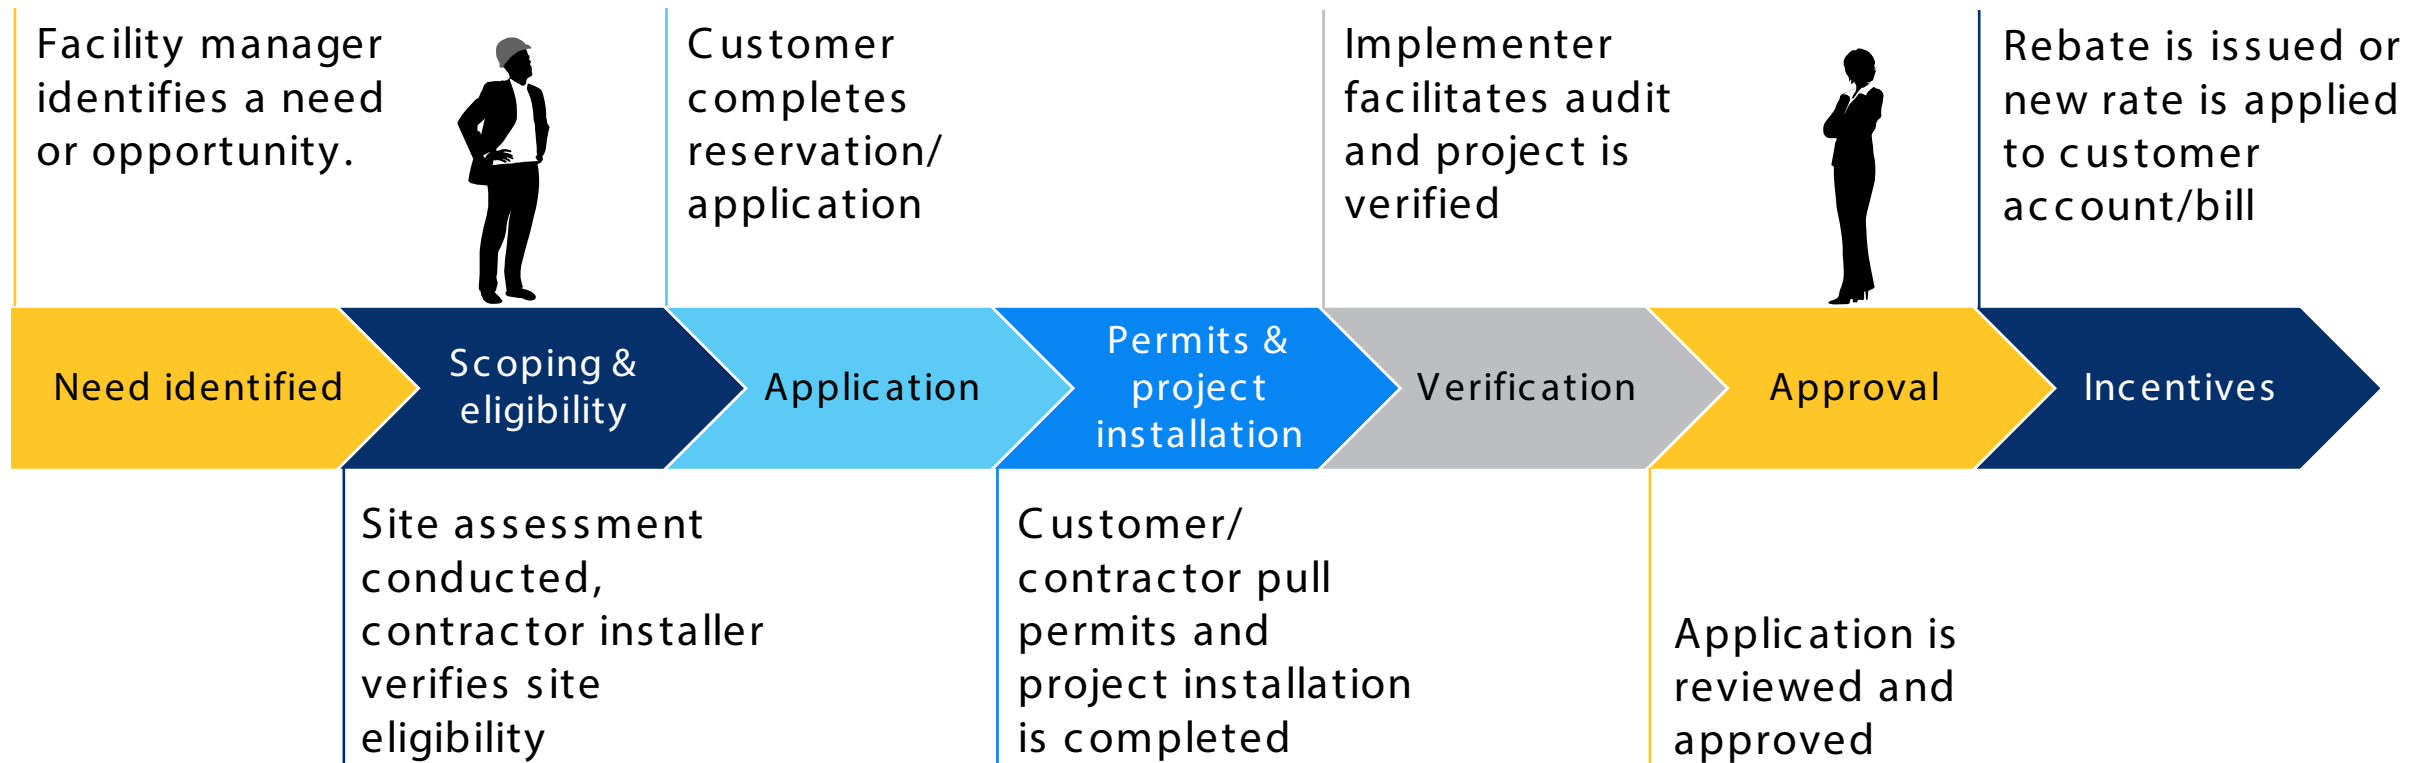 Facility manager
identifies a need
or opportunity.
Customer
completes
reservation/
application
Implementer
facilitates audit
and project is
verified
Rebate is issued or
new rate is applied
to customer
account/bill
Need identified
Scoping &
eligibility
Application
Permits &
project
installation
Verification
Approval
Incentives
Site assessment
conducted,
contractor installer
verifies site
eligibility
Customer/
contractor pull
permits and
project installation
is completed
Application is
reviewed and
approved